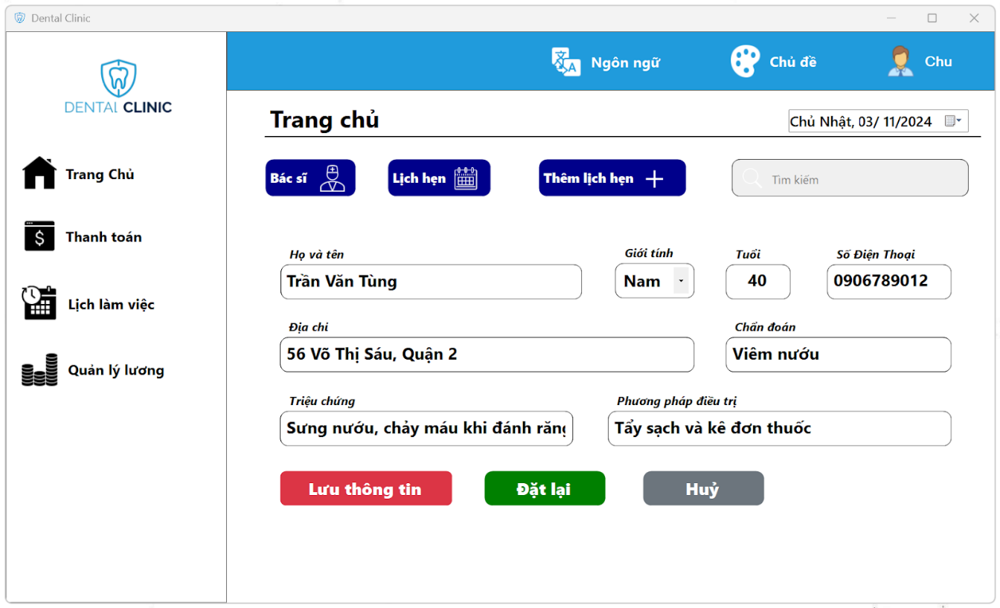 Dental Clinic
Ngôn ngữ
Chủ đề
Chu
DENTAL CLINIC
Trang chủ
Chủ Nhật, 03/ 11/2024
Trang Chủ
Bác sĩ
Lịch hẹn
Thêm lịch hẹn
Tìm kiếm
Thanh toán
Lịch làm việc
Quản lý lương
Họ và tên
Giới tính
Tuổi
Số Điện Thoại
Trần Văn Tùng
Nam
40
0906789012
Địa chỉ
Chẩn đoán
56 Võ Thị Sáu, Quận 2
Viêm nướu
Triệu chứng
Phương pháp điều trị
Sưng nướu, chảy máu khi đánh răng
Tẩy sạch và kê đơn thuốc
Lưu thông tin
Đặt lại
Huỷ